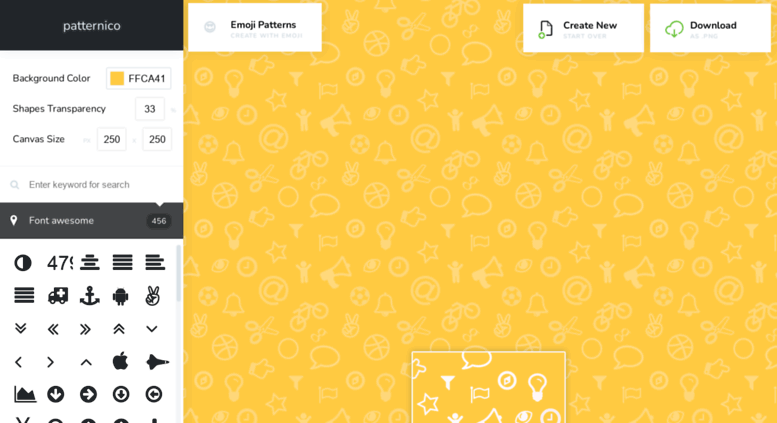 patternico
Emoji Patterns
CREATE WITH EMOJI
Create New
START OVER
Download
AS .PNG
Background Color FFCA41
Shapes Transparency 33 %
Canvas Size 250 250
Enter keyword for search
Font awesome 456
479